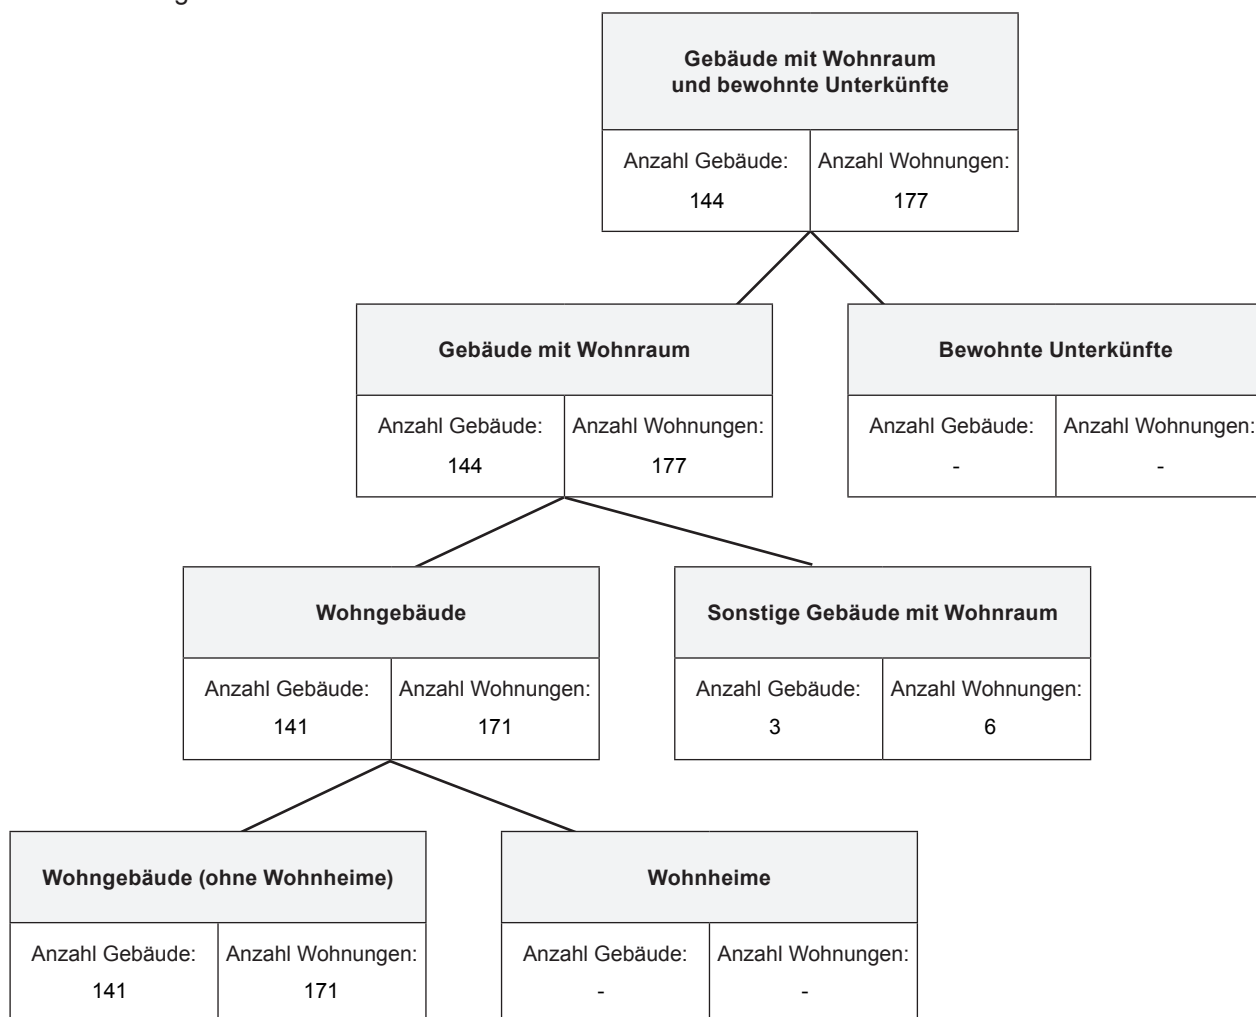 Gebäude mit Wohnraum
und bewohnte Unterkünfte
Anzahl Gebäude: Anzahl Wohnungen:
144 177
Gebäude mit Wohnraum
Anzahl Gebäude: Anzahl Wohnungen:
144 177
Bewohnte Unterkünfte
Anzahl Gebäude: Anzahl Wohnungen:
- -
Wohngebäude
Anzahl Gebäude: Anzahl Wohnungen:
141 171
Sonstige Gebäude mit Wohnraum
Anzahl Gebäude: Anzahl Wohnungen:
3 6
Wohngebäude (ohne Wohnheime)
Anzahl Gebäude: Anzahl Wohnungen:
141 171
Wohnheime
Anzahl Gebäude: Anzahl Wohnungen:
- -